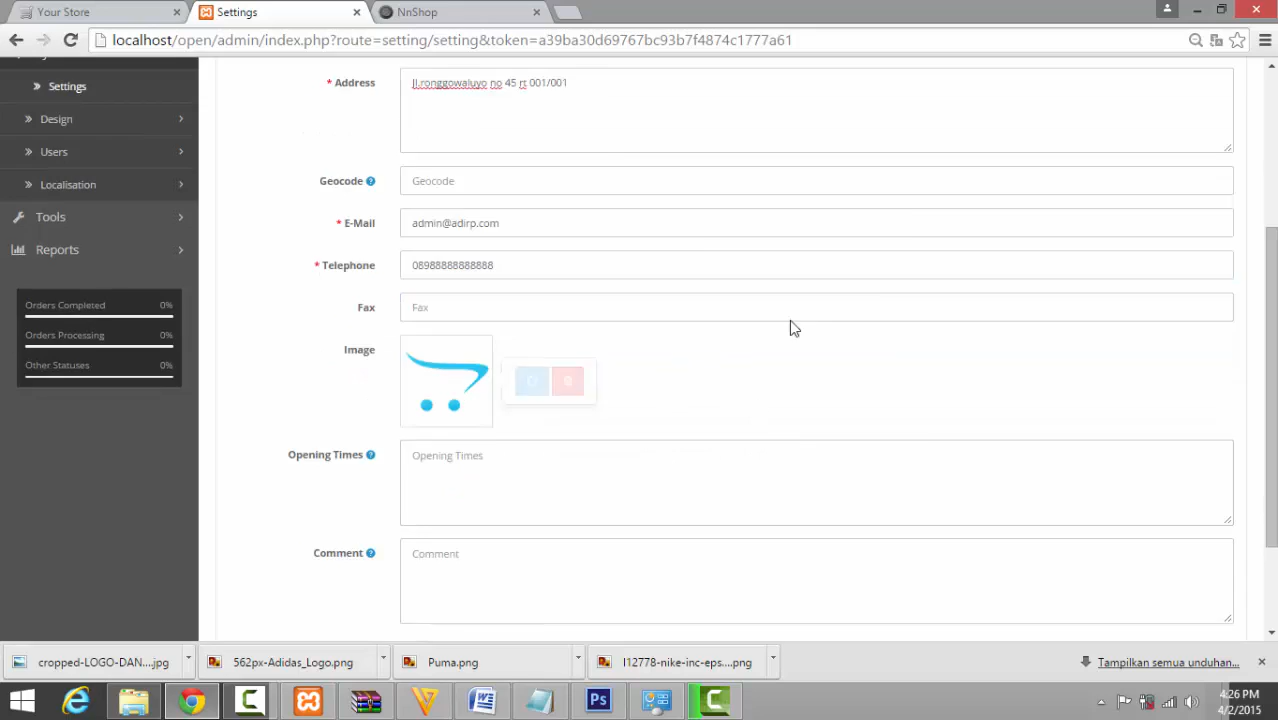 Your Store
Settings
NnShop
localhost/open/admin/index.php?route=setting/setting&token=a39ba30d69767bc93b7f4874c1777a61
Settings
Design
Users
Localisation
Tools
Reports
Orders Completed 0%
Orders Processing 0%
Other Statuses 0%
* Address
Jl.ronggowaluyo no 45 rt 001/001
Geocode
Geocode
* E-Mail
admin@adirp.com
* Telephone
08988888888888
Fax
Fax
Image
Opening Times
Opening Times
Comment
Comment
cropped-LOGO-DAN....jpg
562px-Adidas_Logo.png
Puma.png
112778-nike-inc-eps....png
Tampilkan semua unduhan...
4:26 PM
4/2/2015